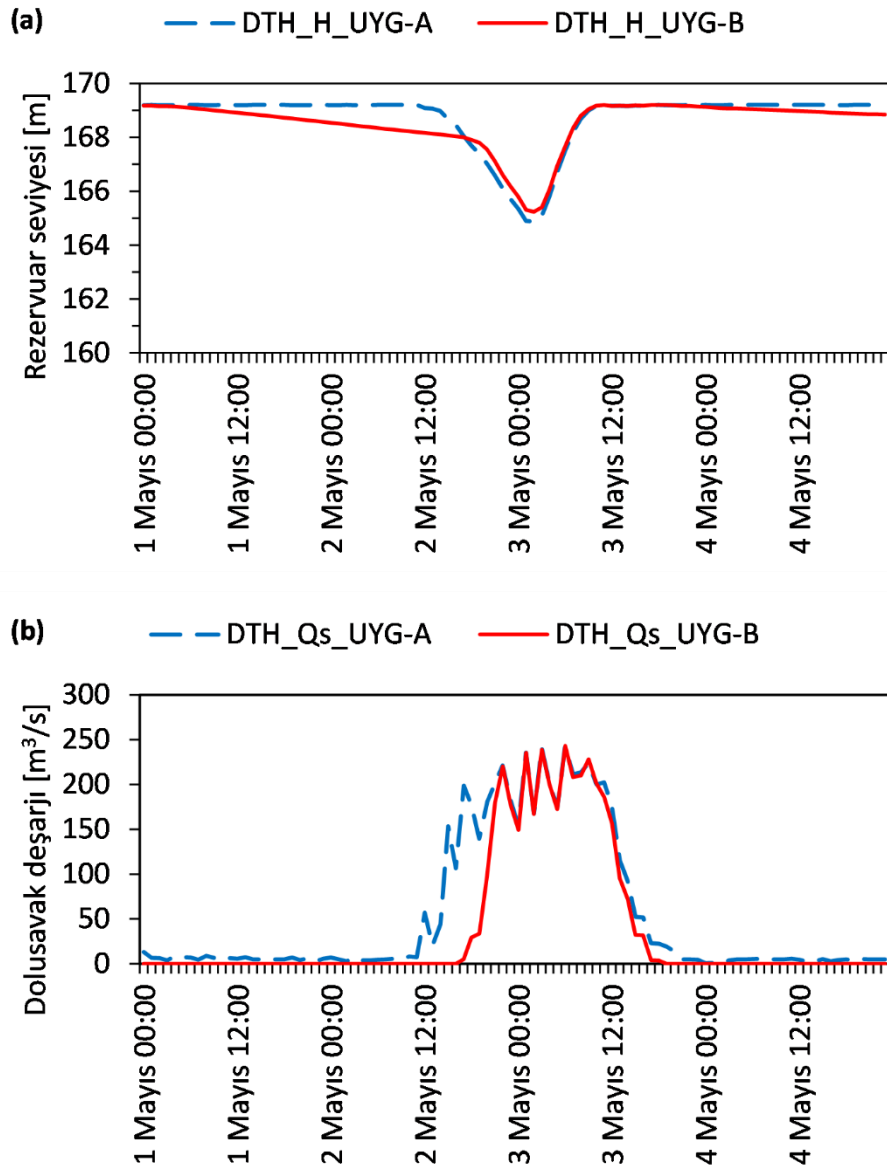 (a)
DTH_H_UYG-A DTH_H_UYG-B
Rezervuar seviyesi [m]
170
168
166
164
162
160
1 Mayıs 00:00
1 Mayıs 12:00
2 Mayıs 00:00
2 Mayıs 12:00
3 Mayıs 00:00
3 Mayıs 12:00
4 Mayıs 00:00
4 Mayıs 12:00
(b)
DTH_Qs_UYG-A DTH_Qs_UYG-B
Dolusavak deşarjı [m³/s]
300
250
200
150
100
50
0
1 Mayıs 00:00
1 Mayıs 12:00
2 Mayıs 00:00
2 Mayıs 12:00
3 Mayıs 00:00
3 Mayıs 12:00
4 Mayıs 00:00
4 Mayıs 12:00